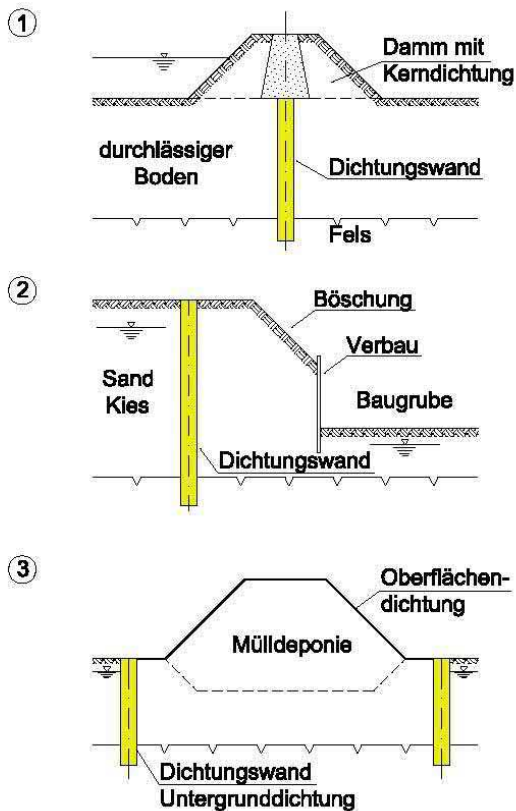 1
Damm mit
Kerndichtung
durchlässiger
Boden
Dichtungswand
Fels
2
Böschung
Verbau
Sand
Kies
Baugrube
Dichtungswand
3
Oberflächen-
dichtung
Mülldeponie
Dichtungswand
Untergrunddichtung